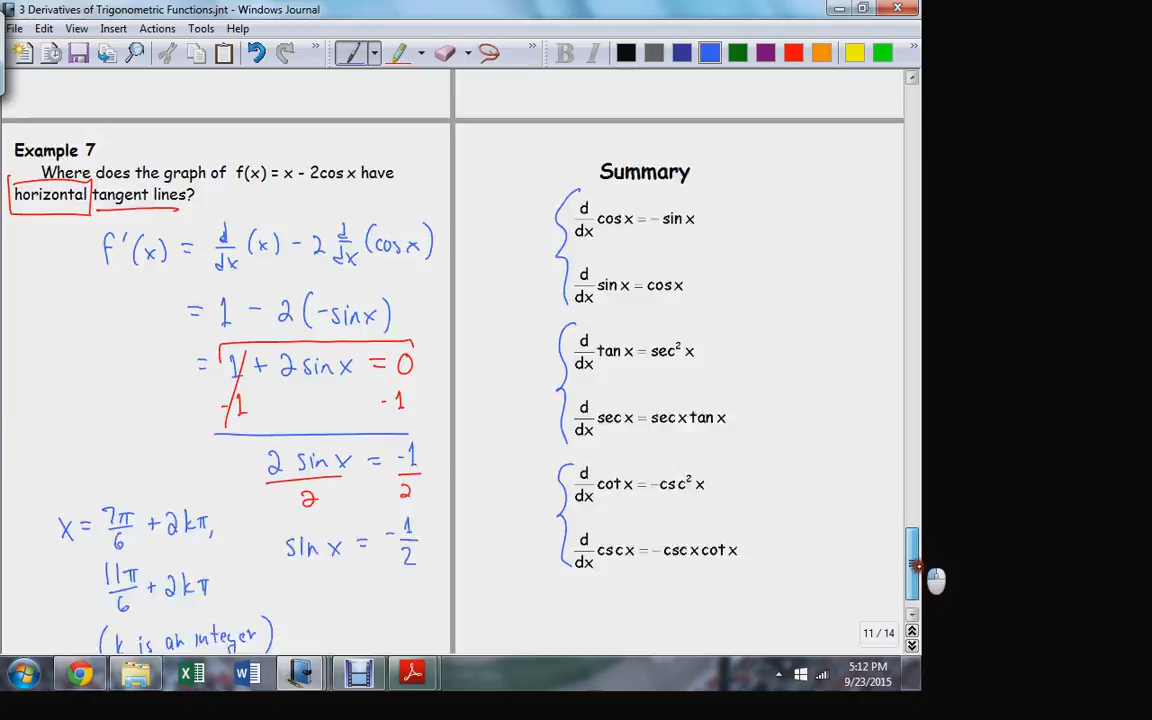 3 Derivatives of Trigonometric Functions.jnt - Windows Journal
File Edit View Insert Actions Tools Help
Example 7
Where does the graph of f(x) = x - 2cos x have
horizontal tangent lines?
f'(x) = d/dx (x) - 2 d/dx (cos x)
= 1 - 2(-sin x)
= 1 + 2 sin x = 0
-1 -1
2 sin x = -1
2 2
sin x = -1/2
x = 7π/6 + 2kπ,
11π/6 + 2kπ
(k is an integer)
Summary
d/dx cos x = - sin x
d/dx sin x = cos x
d/dx tan x = sec² x
d/dx sec x = sec x tan x
d/dx cot x = -csc² x
d/dx csc x = -csc x cot x
11 / 14
5:12 PM
9/23/2015